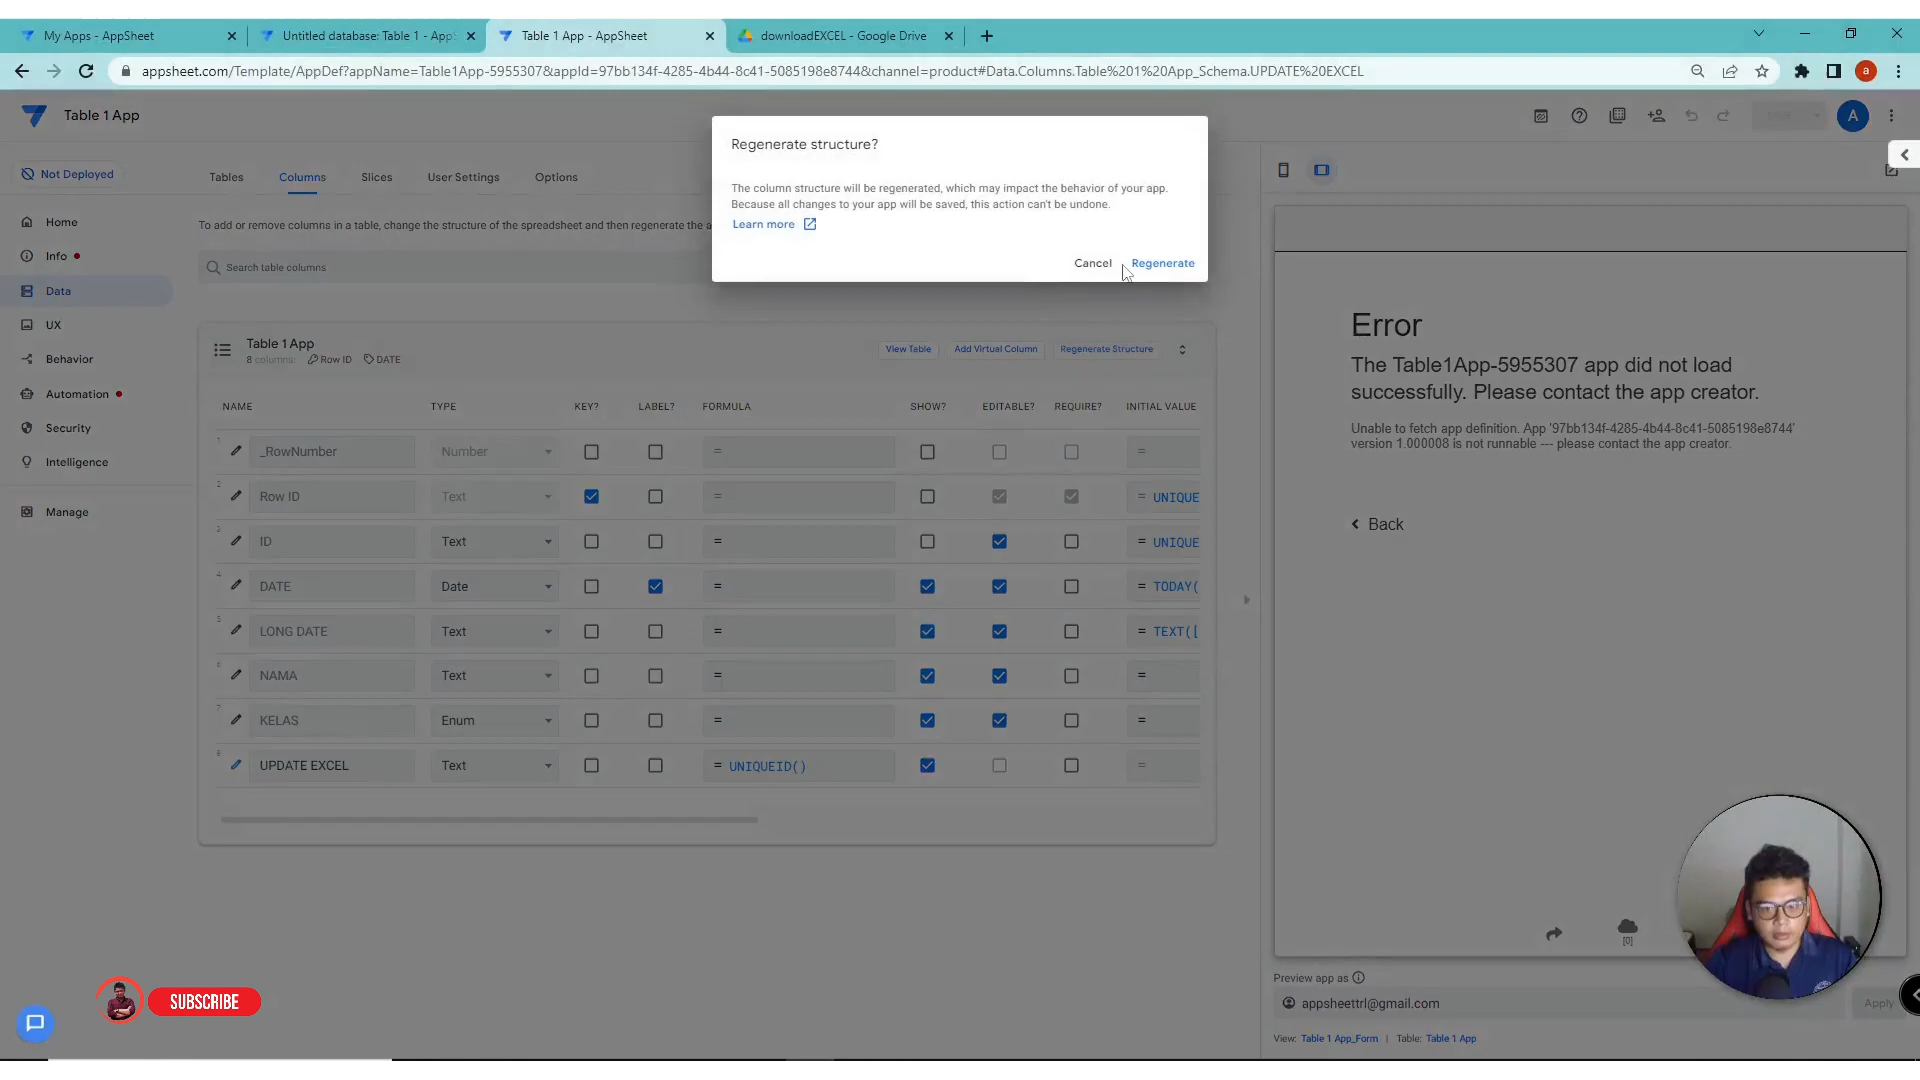 My Apps - AppSheet
Untitled database: Table 1 - App
Table 1 App - AppSheet
downloadEXCEL - Google Drive
appsheet.com/Template/AppDef?appName=Table1App-5955307&appId=97bb134f-4285-4b44-8c41-5085198e8744&channel=product#Data.Columns.Table%201%20App_Schema.UPDATE%20EXCEL
a
Table 1 App
A
Not Deployed
Tables
Columns
Slices
User Settings
Options
Home
Info
Data
UX
Behavior
Automation
Security
Intelligence
Manage
To add or remove columns in a table, change the structure of the spreadsheet and then regenerate the
Search table columns
Regenerate structure?
The column structure will be regenerated, which may impact the behavior of your app.
Because all changes to your app will be saved, this action can't be undone.
Learn more
Cancel
Regenerate
Table 1 App
8 columns: Row ID DATE
View Table
Add Virtual Column
Regenerate Structure
NAME TYPE KEY? LABEL? FORMULA SHOW? EDITABLE? REQUIRE? INITIAL VALUE
1 _RowNumber Number = =
2 Row ID Text = = UNIQUE
3 ID Text = = UNIQUE
4 DATE Date = = TODAY(
5 LONG DATE Text = = TEXT([
6 NAMA Text = =
7 KELAS Enum = =
8 UPDATE EXCEL Text = UNIQUEID() =
Error
The Table1App-5955307 app did not load
successfully. Please contact the app creator.
Unable to fetch app definition. App '97bb134f-4285-4b44-8c41-5085198e8744'
version 1.000008 is not runnable --- please contact the app creator.
Back
[0]
Preview app as
appsheettrl@gmail.com
Apply
View: Table 1 App_Form | Table: Table 1 App
SUBSCRIBE